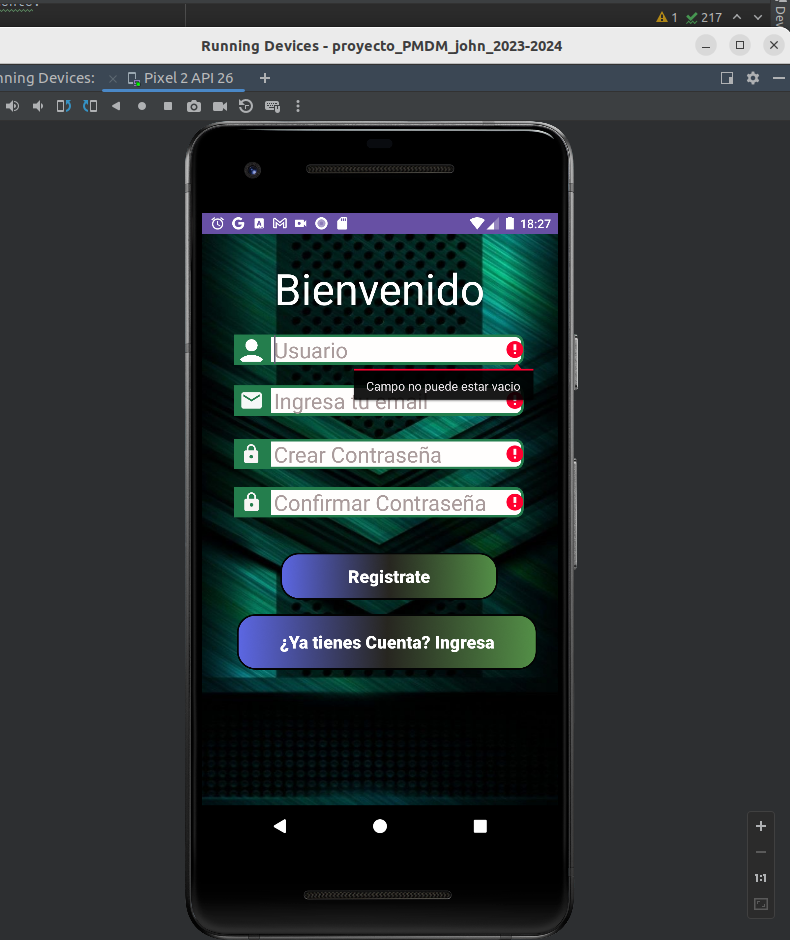 1 217
Running Devices - proyecto_PMDM_john_2023-2024
nning Devices: Pixel 2 API 26
18:27
Bienvenido
Usuario
Campo no puede estar vacio
Ingresa tu email
Crear Contraseña
Confirmar Contraseña
Registrate
¿Ya tienes Cuenta? Ingresa
1:1